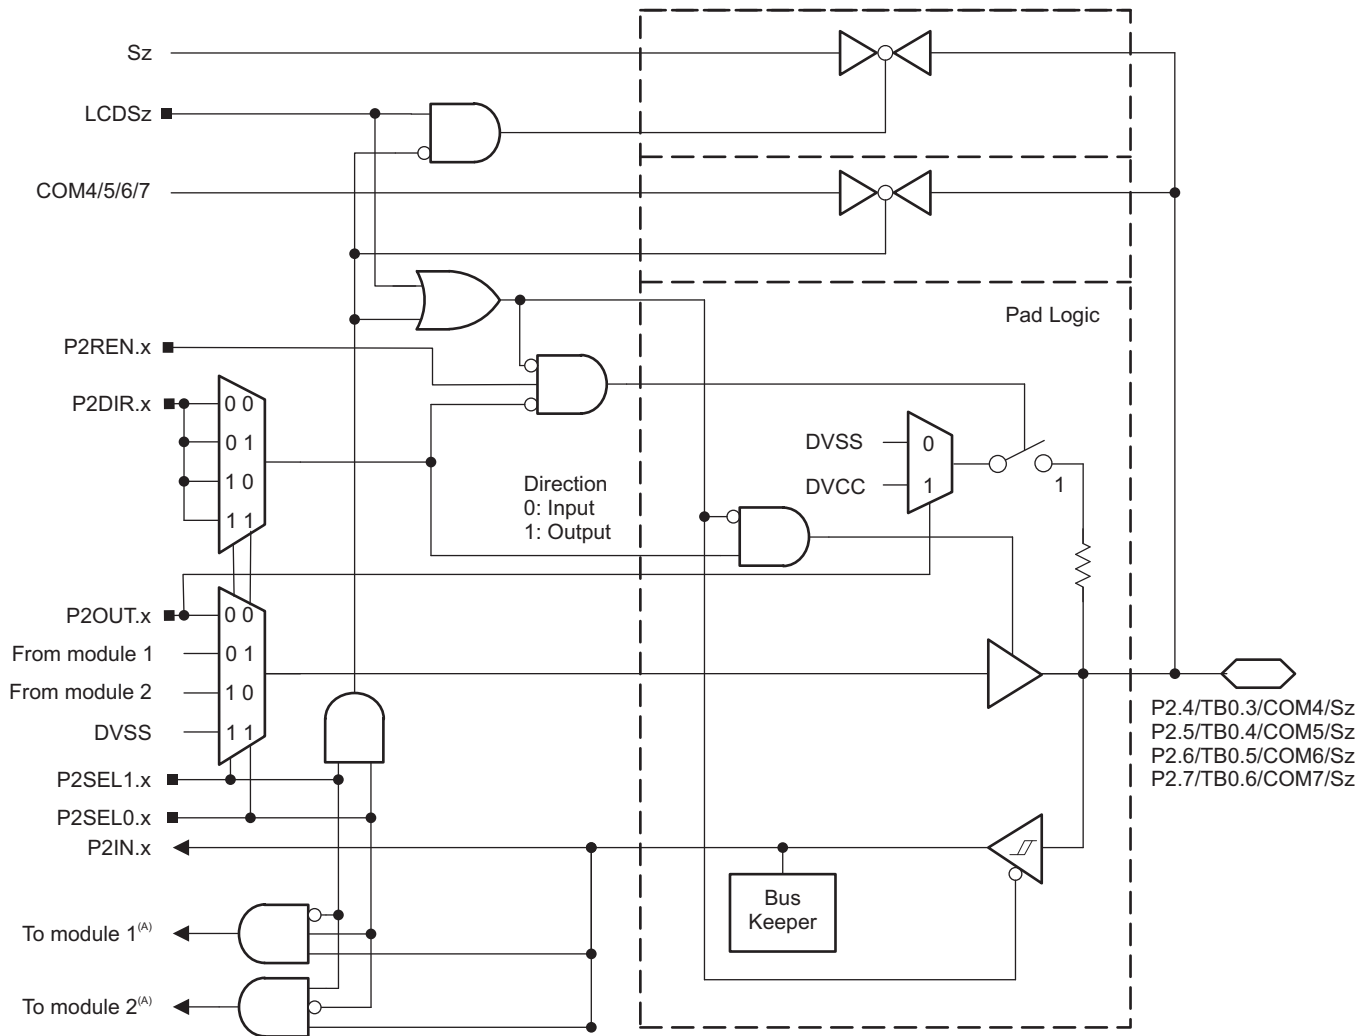 Sz
LCDSz
COM4/5/6/7
Pad Logic
P2REN.x
P2DIR.x
0 0
0 1
1 0
1 1
DVSS
0
DVCC
1
1
Direction
0: Input
1: Output
P2OUT.x
0 0
From module 1
0 1
From module 2
1 0
DVSS
1 1
P2.4/TB0.3/COM4/Sz
P2.5/TB0.4/COM5/Sz
P2.6/TB0.5/COM6/Sz
P2.7/TB0.6/COM7/Sz
P2SEL1.x
P2SEL0.x
P2IN.x
Bus
Keeper
To module 1(A)
To module 2(A)